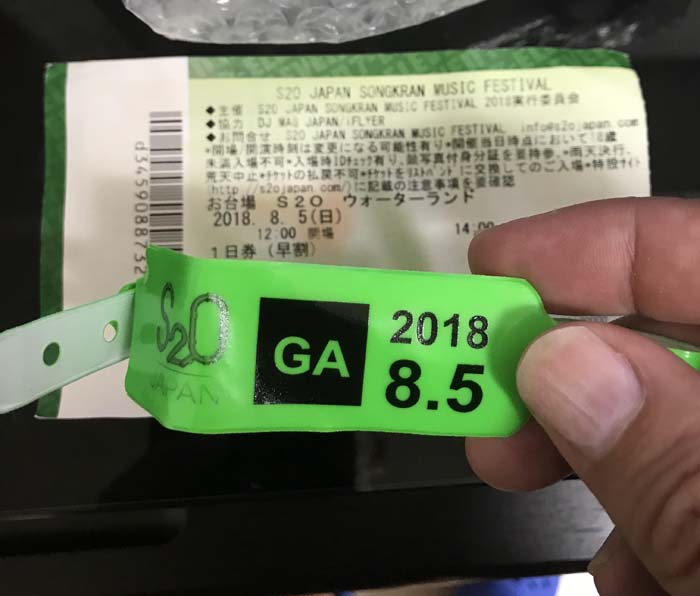 S2O JAPAN SONGKRAN MUSIC FESTIVAL
◆主催 S2O JAPAN SONGKRAN MUSIC FESTIVAL 2018実行委員会
◆協力 DJ MAG JAPAN/iFLYER
◆お問合せ S2O JAPAN SONGKRAN MUSIC FESTIVAL info@s2ojapan.com
*開場/開演時刻は変更になる可能性有り*開催当日時点において18歳
未満入場不可*入場時IDチェック有り、顔写真付身分証を要持参*雨天決行、
荒天中止*チケットの払戻不可*チケットをリストバンドに交換してのご入場*特設サイト
(http://s2ojapan.com/)に記載の注意事項を要確認
お台場 S2O ウォーターランド
2018. 8. 5(日)
12:00 開場 14:00
1日券(早割)
d3459088732
S2O
JAPAN
GA
2018
8.5